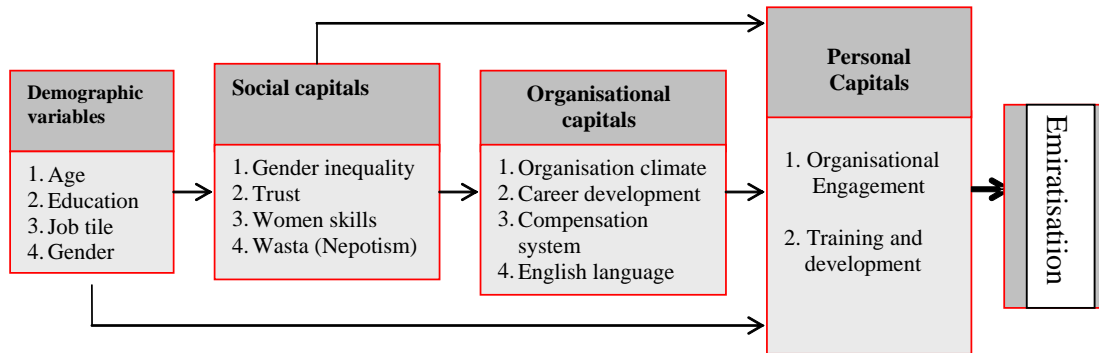 Demographic
variables
1. Age
2. Education
3. Job tile
4. Gender
Social capitals
1. Gender inequality
2. Trust
3. Women skills
4. Wasta (Nepotism)
Organisational
capitals
1. Organisation climate
2. Career development
3. Compensation
system
4. English language
Personal
Capitals
1. Organisational
Engagement
2. Training and
development
Emiratisatiion